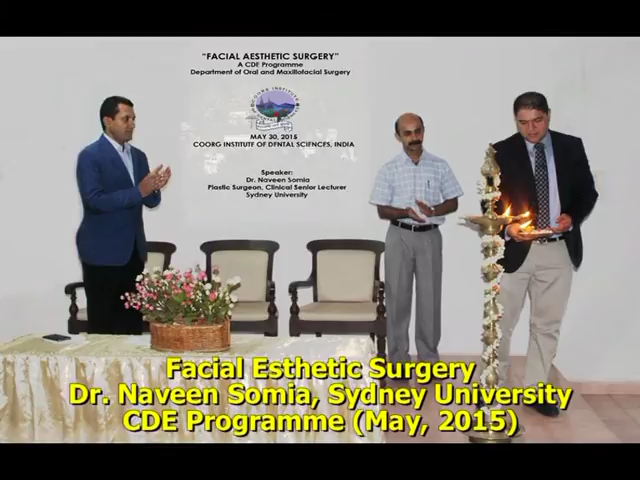 "FACIAL AESTHETIC SURGERY"
A CDE Programme
Department of Oral and Maxillofacial Surgery
COORG INSTITUTE
MAY 30, 2015
COORG INSTITUTE OF DENTAL SCIENCES, INDIA
Speaker:
Dr. Naveen Somia
Plastic Surgeon, Clinical Senior Lecturer
Sydney University
Facial Esthetic Surgery
Dr. Naveen Somia, Sydney University
CDE Programme (May, 2015)